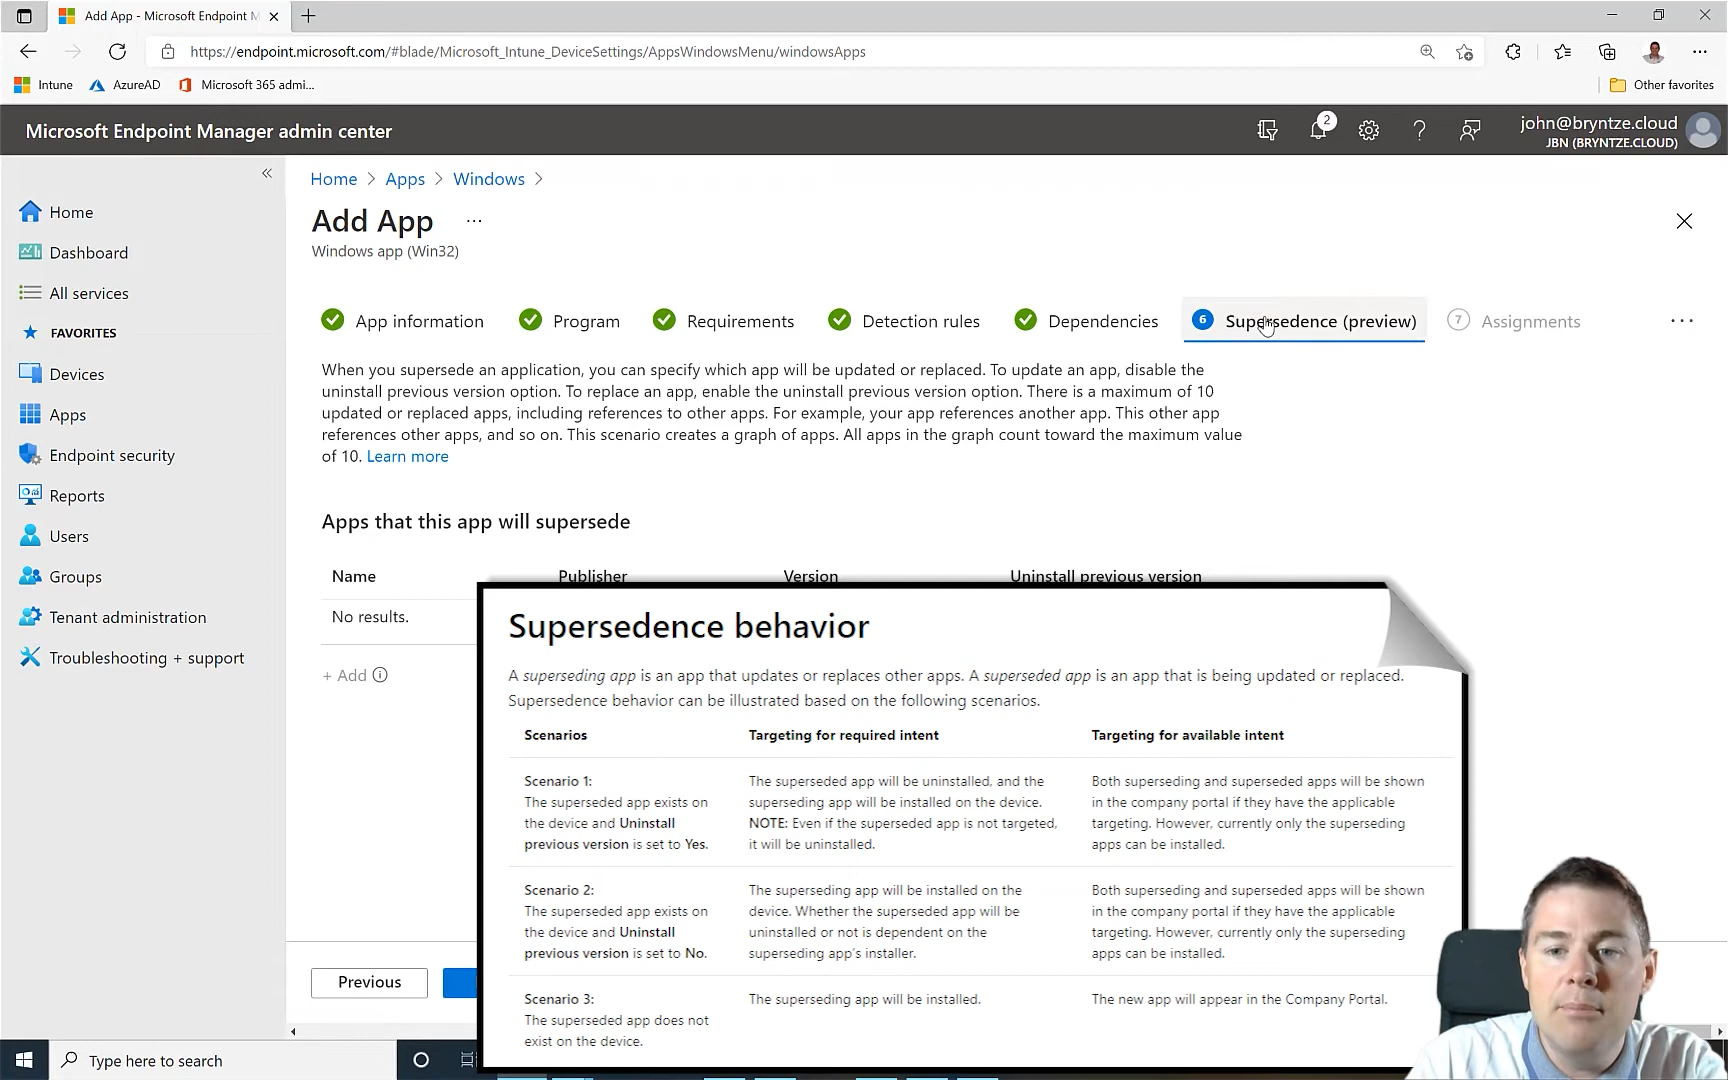 Add App - Microsoft Endpoint M
https://endpoint.microsoft.com/#blade/Microsoft_Intune_DeviceSettings/AppsWindowsMenu/windowsApps
Intune
AzureAD
Microsoft 365 admi...
Other favorites
Microsoft Endpoint Manager admin center
2
john@bryntze.cloud
JBN (BRYNTZE.CLOUD)
Home
Dashboard
All services
FAVORITES
Devices
Apps
Endpoint security
Reports
Users
Groups
Tenant administration
Troubleshooting + support
Home > Apps > Windows >
Add App ...
Windows app (Win32)
App information
Program
Requirements
Detection rules
Dependencies
6 Supersedence (preview)
7 Assignments
When you supersede an application, you can specify which app will be updated or replaced. To update an app, disable the
uninstall previous version option. To replace an app, enable the uninstall previous version option. There is a maximum of 10
updated or replaced apps, including references to other apps. For example, your app references another app. This other app
references other apps, and so on. This scenario creates a graph of apps. All apps in the graph count toward the maximum value
of 10. Learn more
Apps that this app will supersede
Name Publisher Version Uninstall previous version
No results.
+ Add
Previous
Supersedence behavior
A superseding app is an app that updates or replaces other apps. A superseded app is an app that is being updated or replaced.
Supersedence behavior can be illustrated based on the following scenarios.
Scenarios
Targeting for required intent
Targeting for available intent
Scenario 1:
The superseded app exists on
the device and Uninstall
previous version is set to Yes.
The superseded app will be uninstalled, and the
superseding app will be installed on the device.
NOTE: Even if the superseded app is not targeted,
it will be uninstalled.
Both superseding and superseded apps will be shown
in the company portal if they have the applicable
targeting. However, currently only the superseding
apps can be installed.
Scenario 2:
The superseded app exists on
the device and Uninstall
previous version is set to No.
The superseding app will be installed on the
device. Whether the superseded app will be
uninstalled or not is dependent on the
superseding app's installer.
Both superseding and superseded apps will be shown
in the company portal if they have the applicable
targeting. However, currently only the superseding
apps can be installed.
Scenario 3:
The superseded app does not
exist on the device.
The superseding app will be installed.
The new app will appear in the Company Portal.
Type here to search